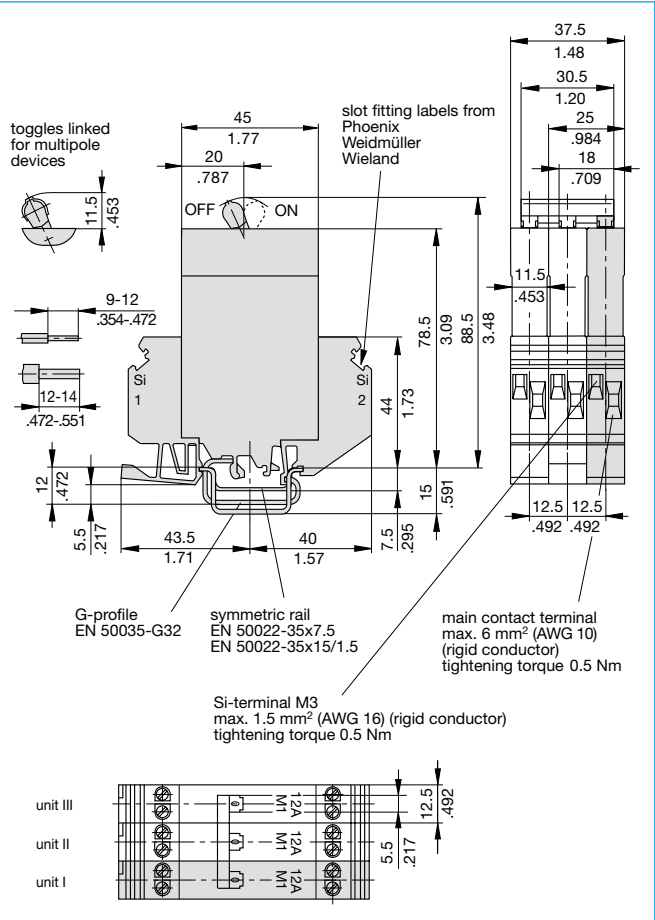 37.5
1.48
30.5
1.20
25
.984
18
.709
11.5
.453
toggles linked
for multipole
devices
11.5
.453
45
1.77
20
.787
slot fitting labels from
Phoenix
Weidmüller
Wieland
OFF
ON
9-12
.354-.472
12-14
.472-.551
Si
1
Si
2
78.5
3.09
88.5
3.48
44
1.73
12
.472
5.5
.217
43.5
1.71
40
1.57
7.5
.295
15
.591
12.5
.492
12.5
.492
G-profile
EN 50035-G32
symmetric rail
EN 50022-35x7.5
EN 50022-35x15/1.5
main contact terminal
max. 6 mm² (AWG 10)
(rigid conductor)
tightening torque 0.5 Nm
Si-terminal M3
max. 1.5 mm² (AWG 16) (rigid conductor)
tightening torque 0.5 Nm
unit III
unit II
unit I
0
12A
M1
0
12A
M1
0
12A
M1
5.5
.217
12.5
.492